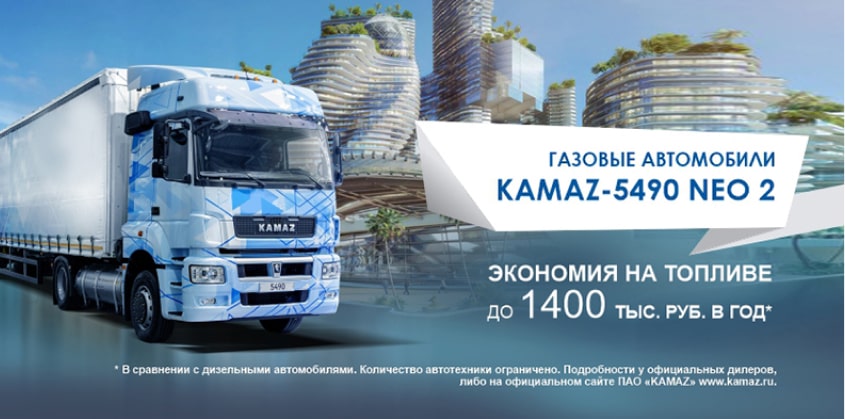 ГАЗОВЫЕ АВТОМОБИЛИ
KAMAZ-5490 NEO 2
KAMAZ
5490
ЭКОНОМИЯ НА ТОПЛИВЕ
ДО 1400 ТЫС. РУБ. В ГОД*
* В сравнении с дизельными автомобилями. Количество автотехники ограничено. Подробности у официальных дилеров,
либо на официальном сайте ПАО «KAMAZ» www.kamaz.ru.